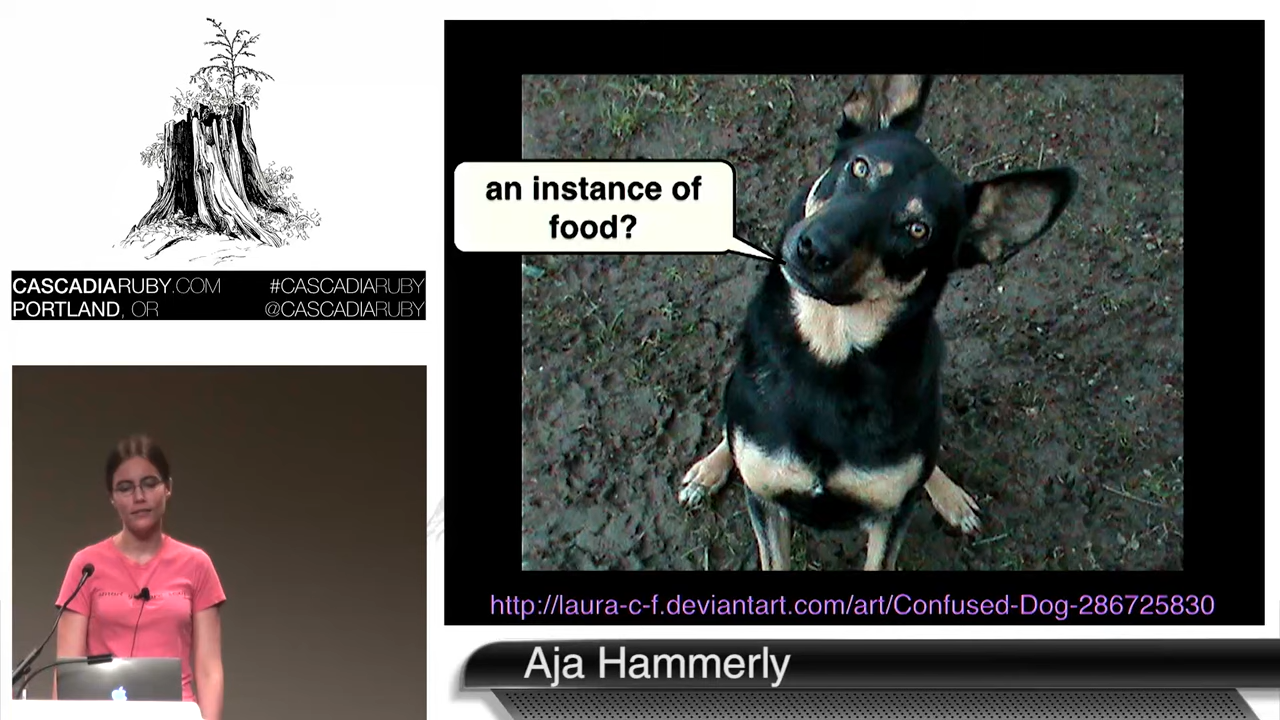 CASCADIARUBY.COM #CASCADIARUBY
PORTLAND, OR @CASCADIARUBY
an instance of
food?
http://laura-c-f.deviantart.com/art/Confused-Dog-286725830
Aja Hammerly